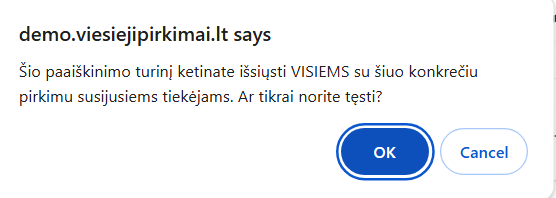 demo.viesiejipirkimai.lt says
Šio paaiškinimo turinį ketinate išsiųsti VISIEMS su šiuo konkrečiu
pirkimu susijusiems tiekėjams. Ar tikrai norite tęsti?
OK
Cancel